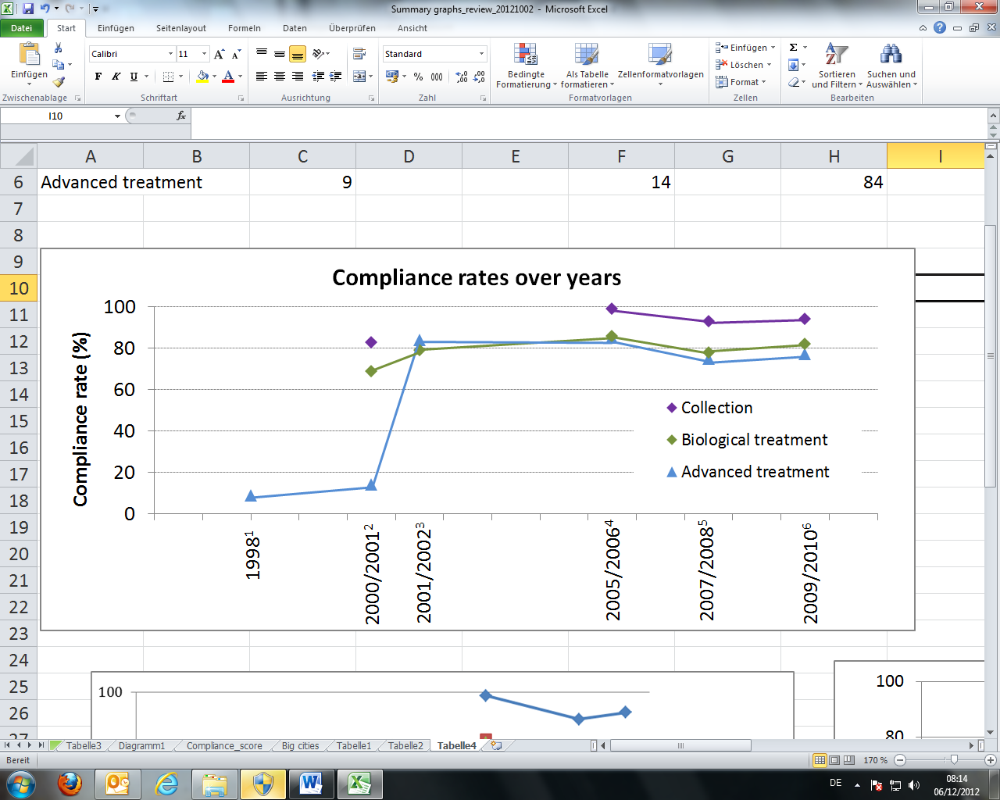 Summary graphs_review_20121002 - Microsoft Excel
Datei Start Einfügen Seitenlayout Formeln Daten Überprüfen Ansicht
Calibri 11 Standard Einfügen Σ
Einfügen Bedingte Formatierung Als Tabelle formatieren Zellenformatvorlagen Löschen Sortieren und Filtern Suchen und Auswählen
F K U % 000 Format
Zwischenablage Schriftart Ausrichtung Zahl Formatvorlagen Zellen Bearbeiten
I10 fx
A B C D E F G H I
6 Advanced treatment 9 14 84
7
8
9
10
11
12
13
14
15
16
17
18
19
20
21
22
23
24
25
26
27
Compliance rates over years
Compliance rate (%)
100
80
60
40
20
0
Collection
Biological treatment
Advanced treatment
1998¹
2000/2001²
2001/2002³
2005/2006⁴
2007/2008⁵
2009/2010⁶
100
100
80
Tabelle3 Diagramm1 Compliance_score Big cities Tabelle1 Tabelle2 Tabelle4
Bereit 170 %
DE 08:14
06/12/2012